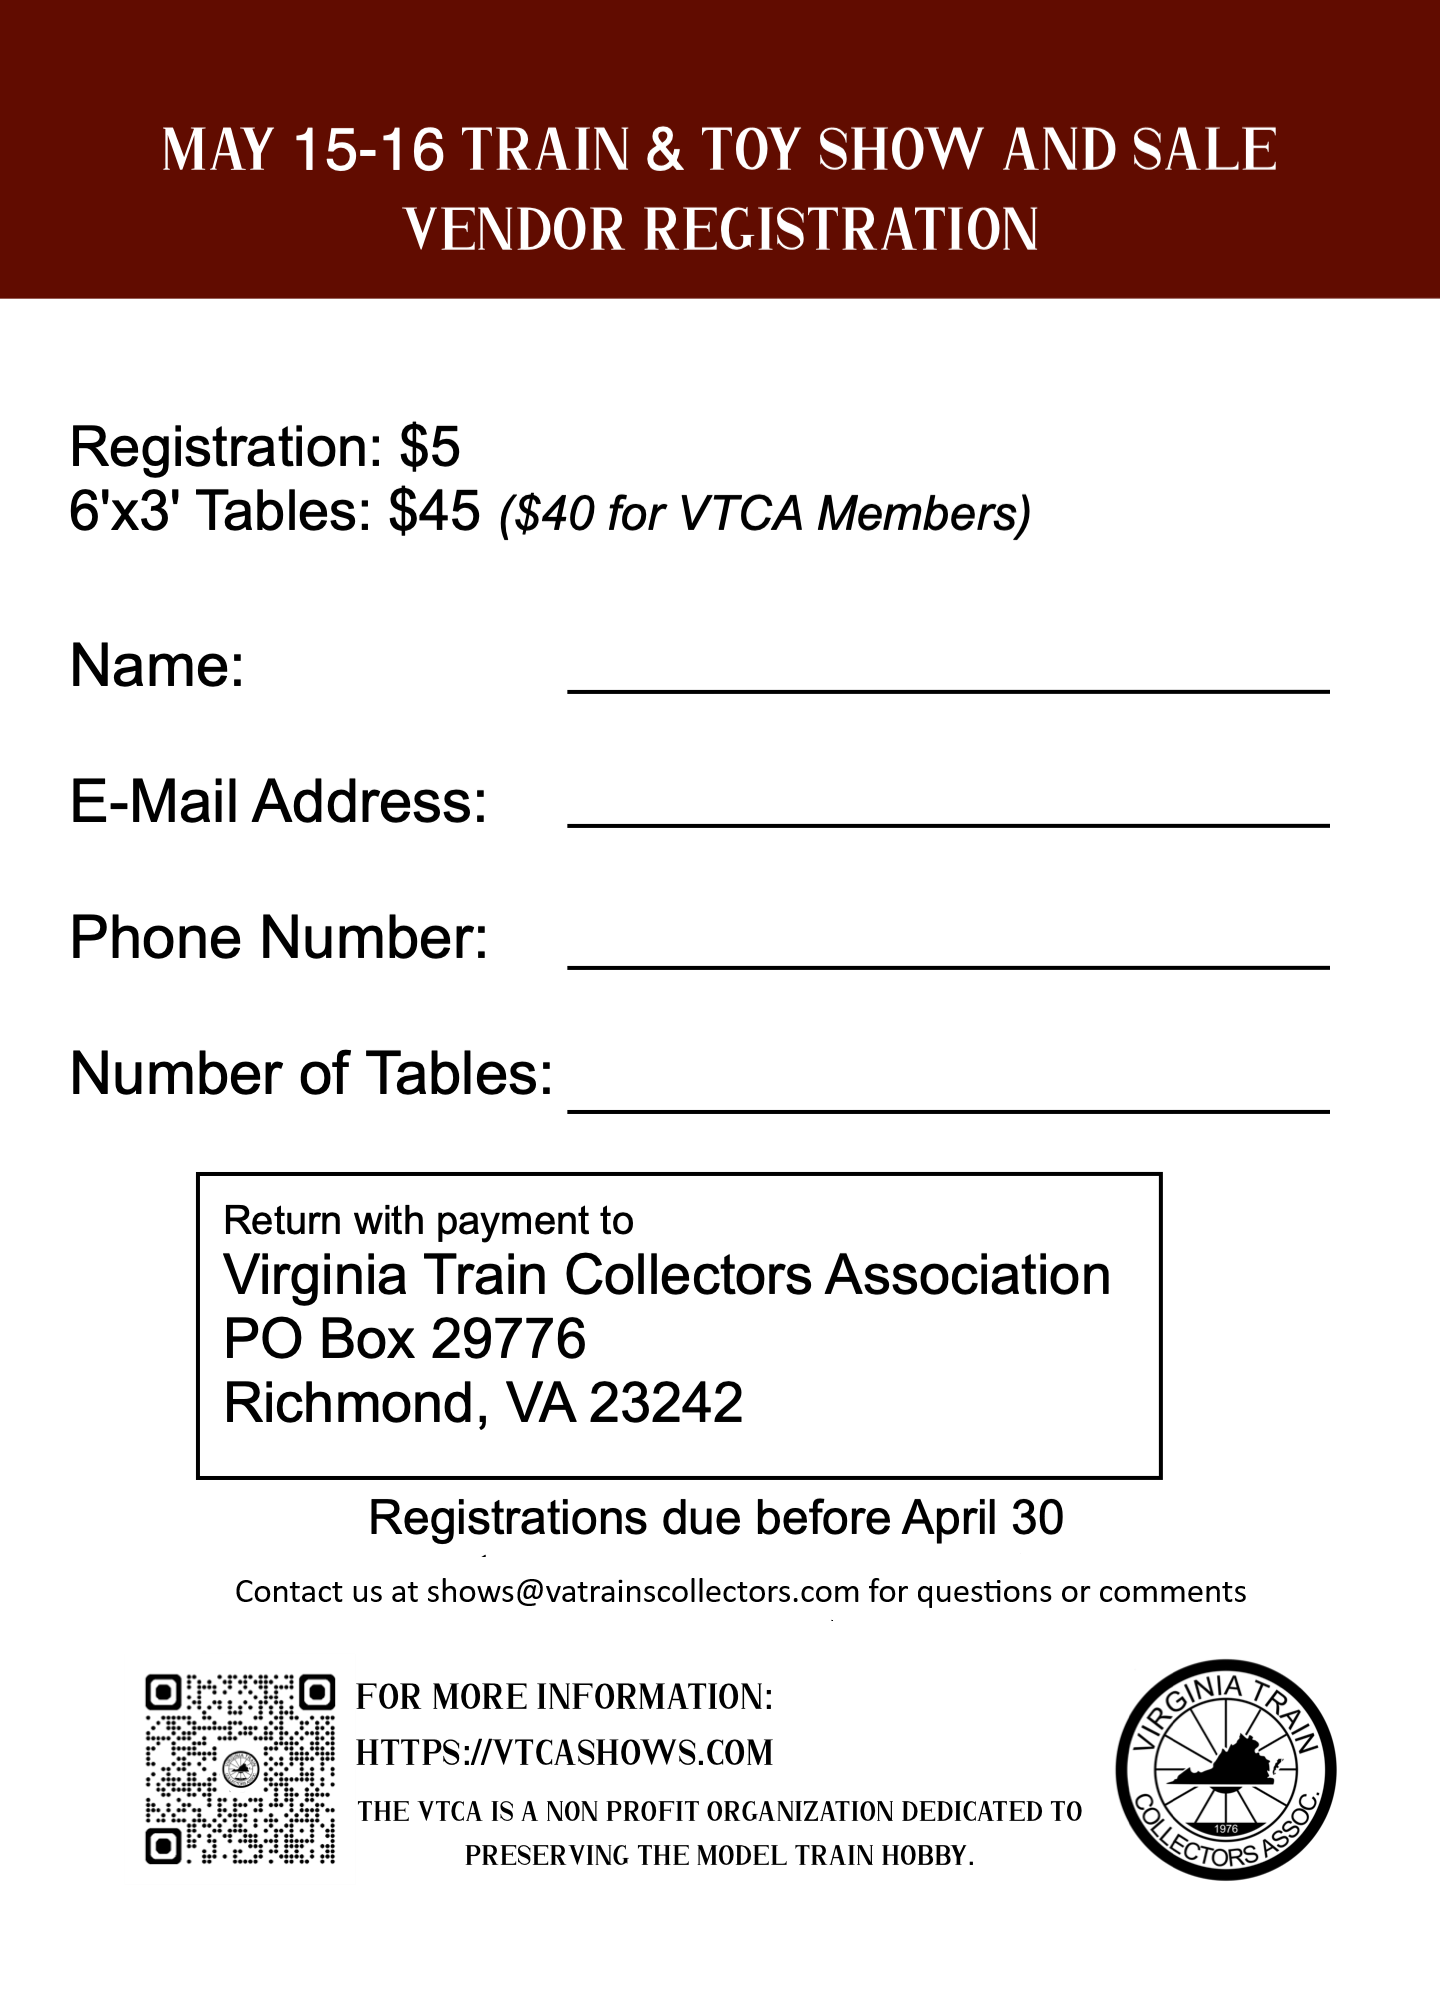 MAY 15-16 TRAIN & TOY SHOW AND SALE
VENDOR REGISTRATION
Registration: $5
6'x3' Tables: $45 ($40 for VTCA Members)
Name:
E-Mail Address:
Phone Number:
Number of Tables:
Return with payment to
Virginia Train Collectors Association
PO Box 29776
Richmond, VA 23242
Registrations due before April 30
Contact us at shows@vatrainscollectors.com for questions or comments
FOR MORE INFORMATION:
HTTPS://VTCASHOWS.COM
THE VTCA IS A NON PROFIT ORGANIZATION DEDICATED TO
PRESERVING THE MODEL TRAIN HOBBY.
VIRGINIA TRAIN
COLLECTORS ASSOC.
1976